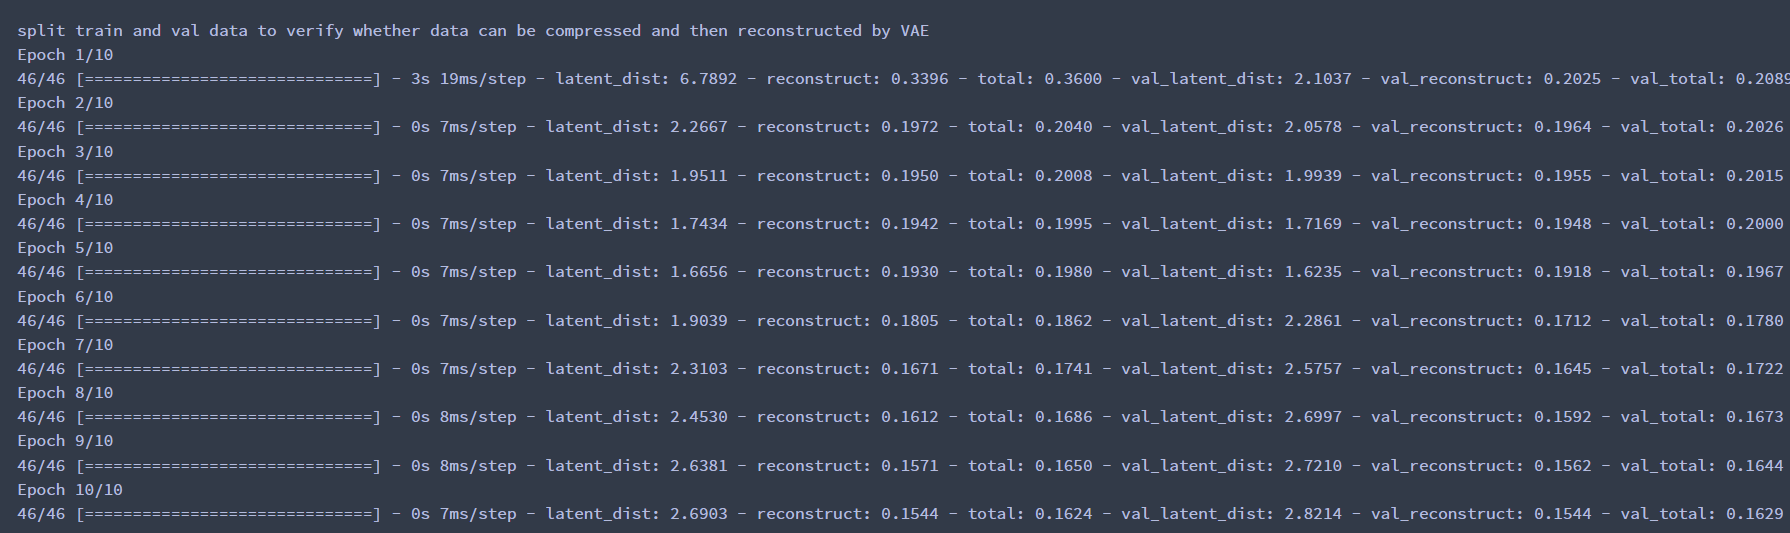 split train and val data to verify whether data can be compressed and then reconstructed by VAE
Epoch 1/10
46/46 [==============================] - 3s 19ms/step - latent_dist: 6.7892 - reconstruct: 0.3396 - total: 0.3600 - val_latent_dist: 2.1037 - val_reconstruct: 0.2025 - val_total: 0.2089
Epoch 2/10
46/46 [==============================] - 0s 7ms/step - latent_dist: 2.2667 - reconstruct: 0.1972 - total: 0.2040 - val_latent_dist: 2.0578 - val_reconstruct: 0.1964 - val_total: 0.2026
Epoch 3/10
46/46 [==============================] - 0s 7ms/step - latent_dist: 1.9511 - reconstruct: 0.1950 - total: 0.2008 - val_latent_dist: 1.9939 - val_reconstruct: 0.1955 - val_total: 0.2015
Epoch 4/10
46/46 [==============================] - 0s 7ms/step - latent_dist: 1.7434 - reconstruct: 0.1942 - total: 0.1995 - val_latent_dist: 1.7169 - val_reconstruct: 0.1948 - val_total: 0.2000
Epoch 5/10
46/46 [==============================] - 0s 7ms/step - latent_dist: 1.6656 - reconstruct: 0.1930 - total: 0.1980 - val_latent_dist: 1.6235 - val_reconstruct: 0.1918 - val_total: 0.1967
Epoch 6/10
46/46 [==============================] - 0s 7ms/step - latent_dist: 1.9039 - reconstruct: 0.1805 - total: 0.1862 - val_latent_dist: 2.2861 - val_reconstruct: 0.1712 - val_total: 0.1780
Epoch 7/10
46/46 [==============================] - 0s 7ms/step - latent_dist: 2.3103 - reconstruct: 0.1671 - total: 0.1741 - val_latent_dist: 2.5757 - val_reconstruct: 0.1645 - val_total: 0.1722
Epoch 8/10
46/46 [==============================] - 0s 8ms/step - latent_dist: 2.4530 - reconstruct: 0.1612 - total: 0.1686 - val_latent_dist: 2.6997 - val_reconstruct: 0.1592 - val_total: 0.1673
Epoch 9/10
46/46 [==============================] - 0s 8ms/step - latent_dist: 2.6381 - reconstruct: 0.1571 - total: 0.1650 - val_latent_dist: 2.7210 - val_reconstruct: 0.1562 - val_total: 0.1644
Epoch 10/10
46/46 [==============================] - 0s 7ms/step - latent_dist: 2.6903 - reconstruct: 0.1544 - total: 0.1624 - val_latent_dist: 2.8214 - val_reconstruct: 0.1544 - val_total: 0.1629